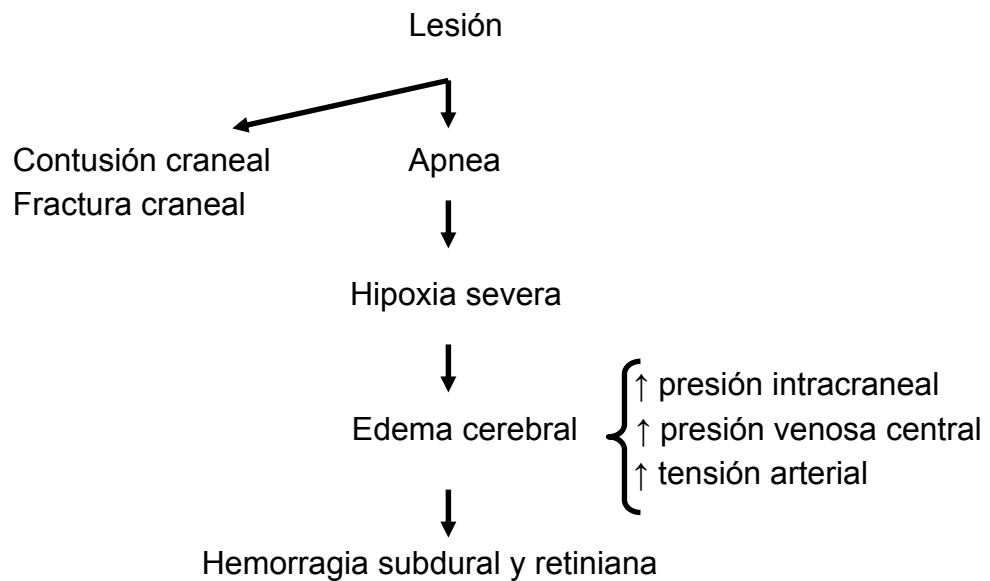 Lesión
Contusión craneal
Fractura craneal
Apnea
Hipoxia severa
Edema cerebral
↑ presión intracraneal
↑ presión venosa central
↑ tensión arterial
Hemorragia subdural y retiniana